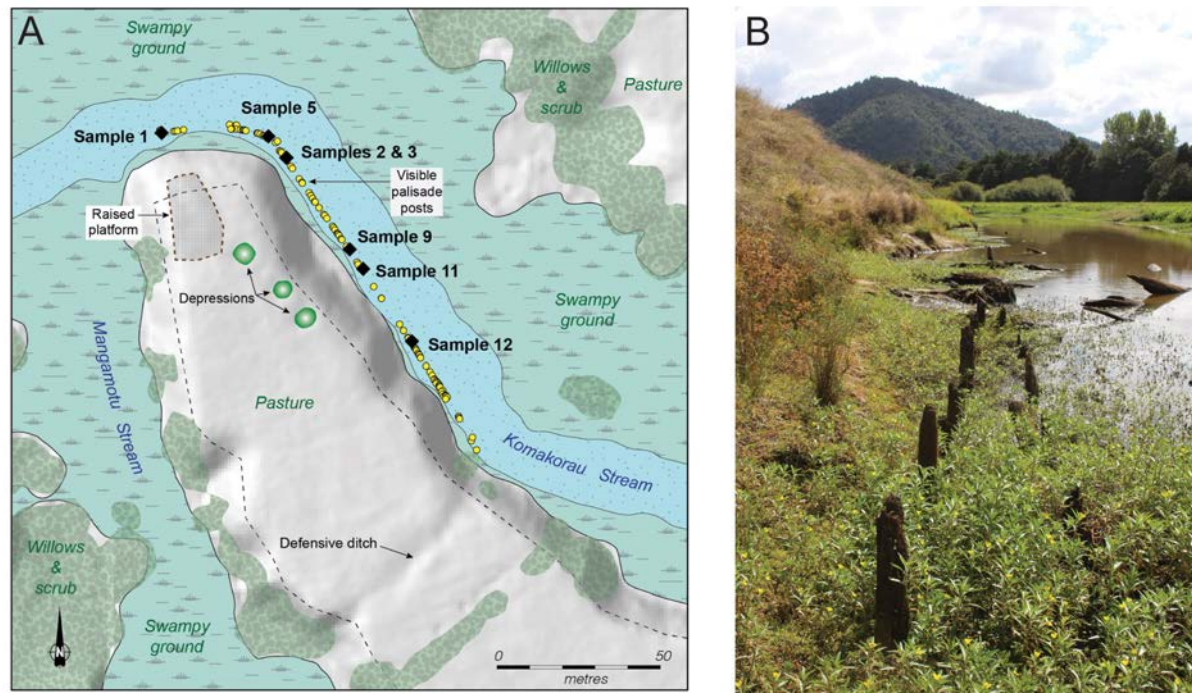 A
Swampy
ground
Willows
&
scrub
Pasture
Sample 1
Sample 5
Samples 2 & 3
Visible
palisade
posts
Raised
platform
Sample 9
Sample 11
Depressions
Swampy
ground
Sample 12
Mangamotu Stream
Pasture
Komakorau Stream
Defensive ditch
Willows
&
scrub
Swampy
ground
N
0 50
metres
B